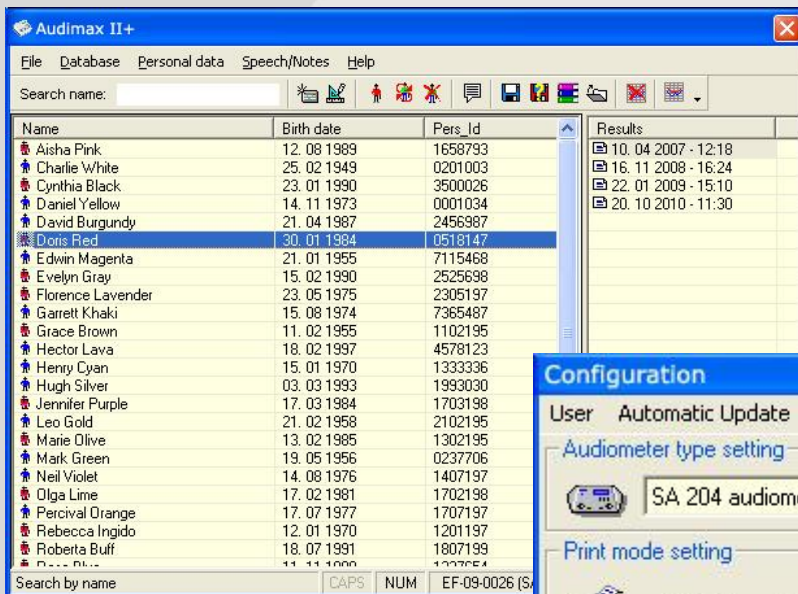 Audimax II+
File Database Personal data Speech/Notes Help
Search name:
Name Birth date Pers_Id Results
Aisha Pink 12. 08 1989 1658793 10. 04 2007 - 12:18
Charlie White 25. 02 1949 0201003 16. 11 2008 - 16:24
Cynthia Black 23. 01 1990 3500026 22. 01 2009 - 15:10
Daniel Yellow 14. 11 1973 0001034 20. 10 2010 - 11:30
David Burgundy 21. 04 1987 2456987
Doris Red 30. 01 1984 0518147
Edwin Magenta 21. 01 1955 7115468
Evelyn Gray 15. 02 1990 2525698
Florence Lavender 23. 05 1975 2305197
Garrett Khaki 15. 08 1974 7365487
Grace Brown 11. 02 1955 1102195
Hector Lava 18. 02 1997 4578123
Henry Cyan 15. 01 1970 1333336
Hugh Silver 03. 03 1993 1993030
Jennifer Purple 17. 03 1984 1703198
Leo Gold 21. 02 1958 2102195
Marie Olive 13. 02 1985 1302195
Mark Green 19. 05 1956 0237706
Neil Violet 14. 08 1976 1407197
Olga Lime 17. 02 1981 1702198
Percival Orange 17. 07 1977 1707197
Rebecca Ingido 12. 01 1970 1201197
Roberta Buff 18. 07 1991 1807199
Search by name CAPS NUM EF-09-0026
Configuration
User Automatic Update
Audiometer type setting
SA 204
Print mode setting